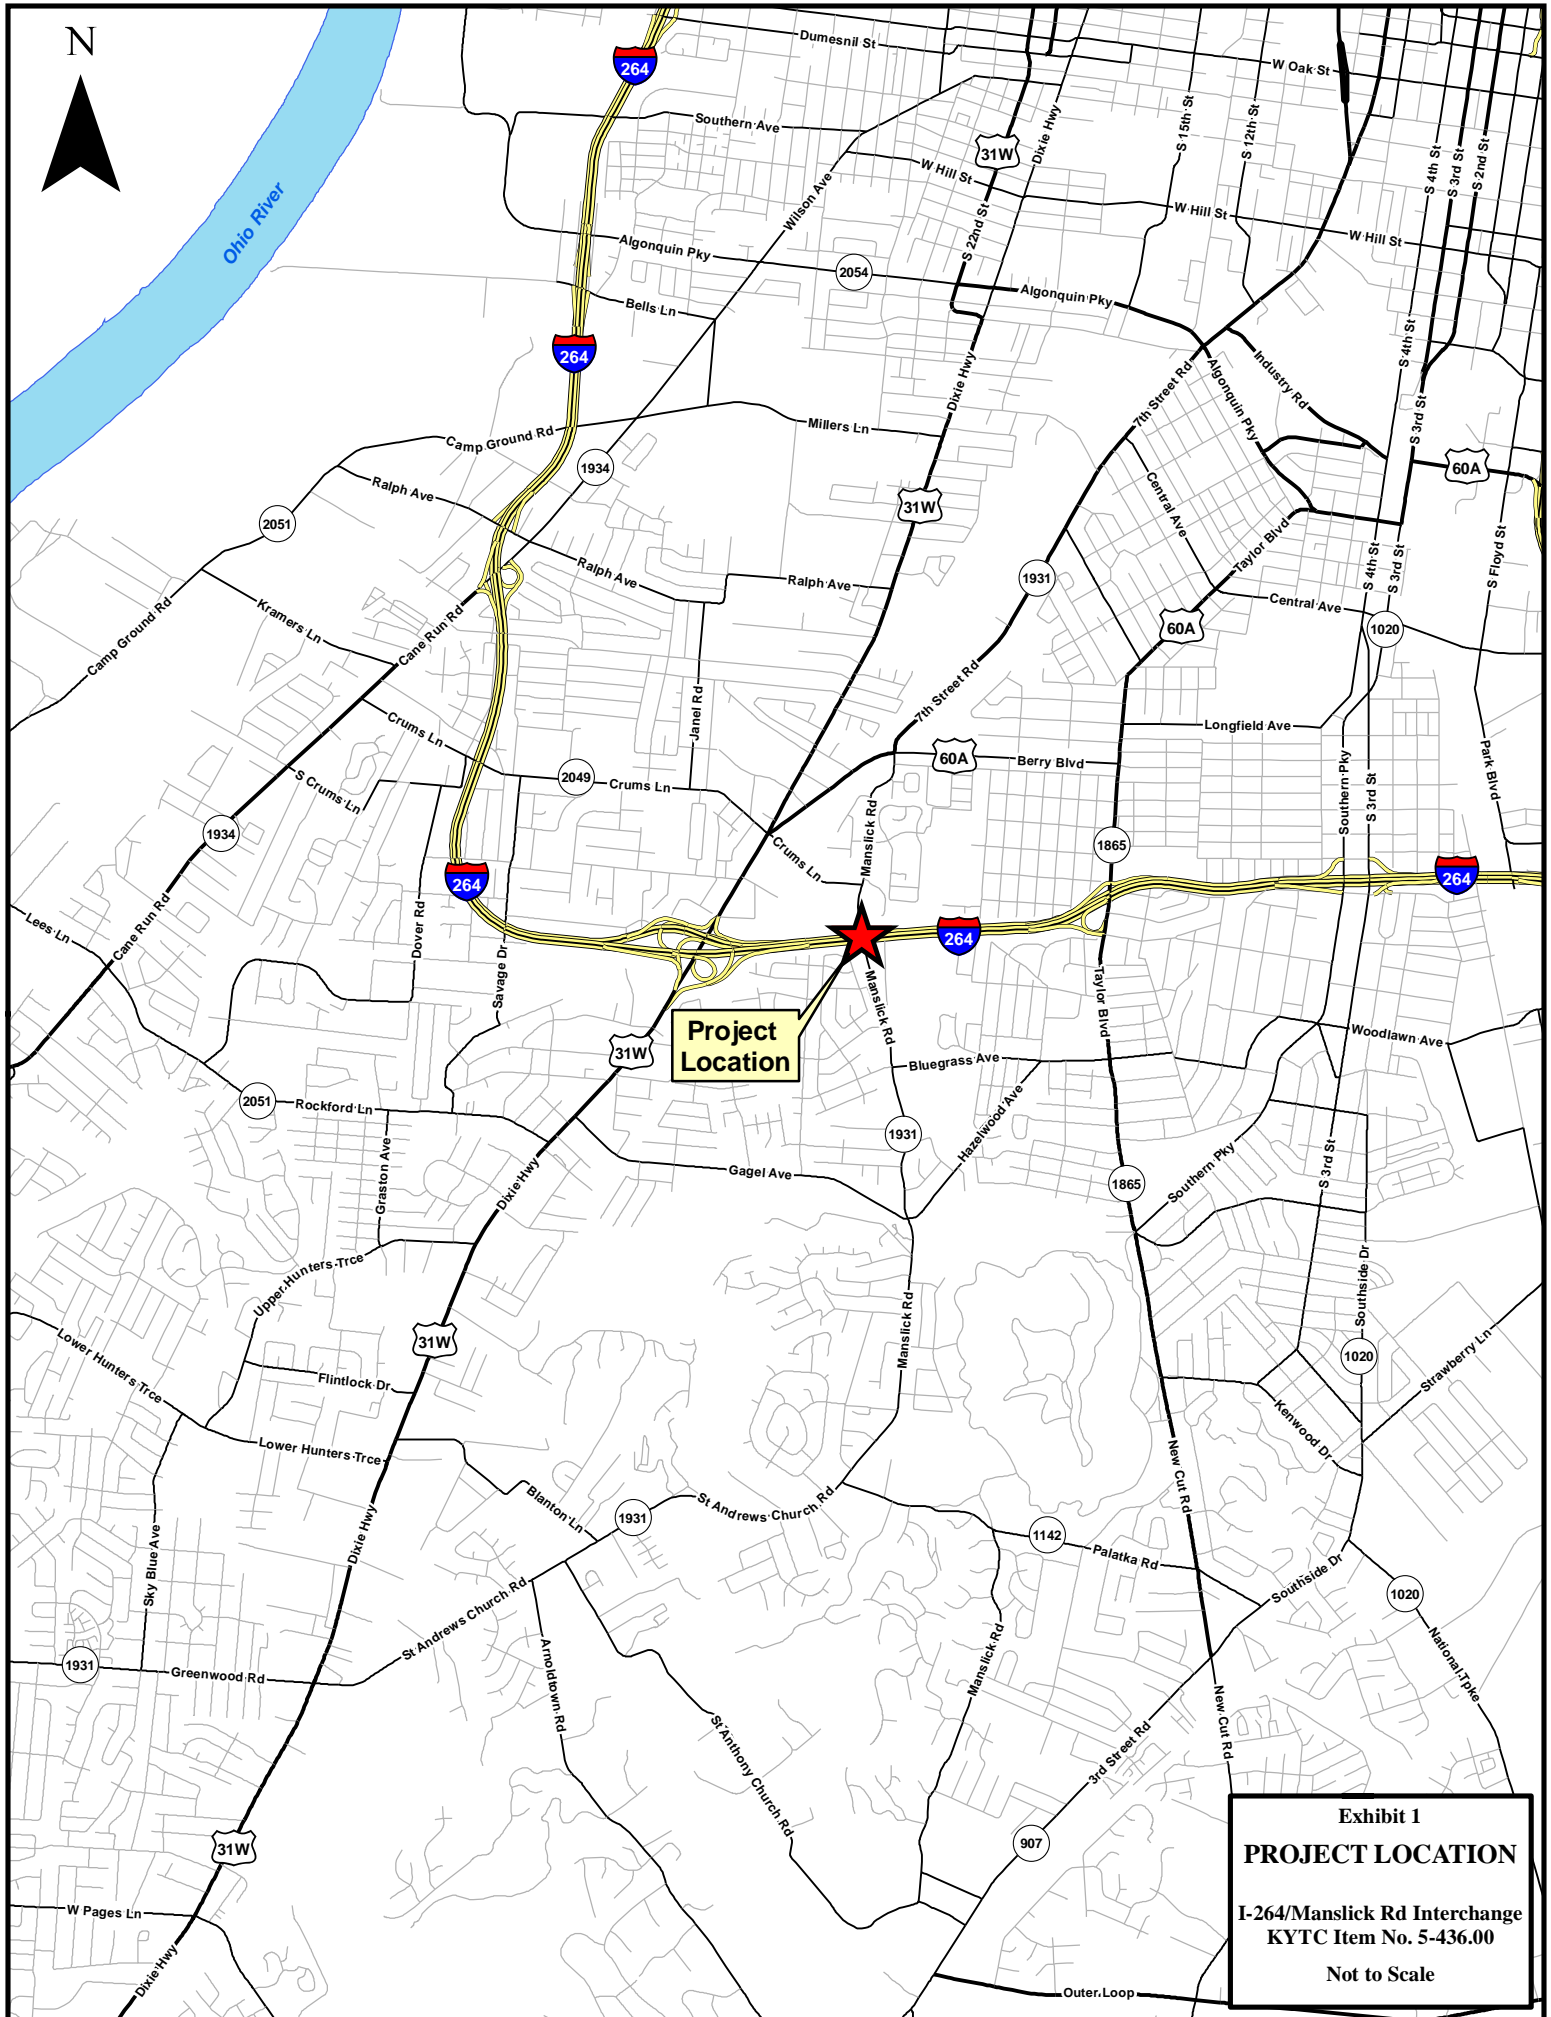 N
264
Dumesnil St
W Oak St
Southern Ave
31W
Dixie Hwy
S 15th St
S 12th St
S 4th St
S 3rd St
S 2nd St
W Hill St
Wilson Ave
Ohio River
S 22nd St
W Hill St
W Hill St
Algonquin Pky
2054
Algonquin Pky
Bells Ln
264
S 4th St
Dixie Hwy
7th Street Rd
Algonquin Pky
Industry Rd
S 3rd St
Millers Ln
Camp Ground Rd
1934
60A
Ralph Ave
31W
Central Ave
2051
Taylor Blvd
S 4th St
S 3rd St
S Floyd St
Ralph Ave
Ralph Ave
1931
Central Ave
Kramers Ln
Cane Run Rd
Camp Ground Rd
60A
1020
Janel Rd
7th Street Rd
Longfield Ave
Crums Ln
60A
Berry Blvd
Southern Pky
S 3rd St
Park Blvd
S Crums Ln
2049
Crums Ln
Manslick Rd
1934
Crums Ln
1865
264
264
Cane Run Rd
Lees Ln
Dover Rd
Savage Dr
264
Manslick Rd
Taylor Blvd
Project
Location
31W
Woodlawn Ave
Bluegrass Ave
2051
Rockford Ln
Hazelwood Ave
1931
Graston Ave
Dixie Hwy
Gagel Ave
1865
Southern Pky
S 3rd St
Upper Hunters Trce
Manslick Rd
Southside Dr
31W
Lower Hunters Trce
Flintlock Dr
1020
Strawberry Ln
Kenwood Dr
Lower Hunters Trce
New Cut Rd
Blanton Ln
1931
St Andrews Church Rd
Dixie Hwy
Sky Blue Ave
1142
Palatka Rd
Southside Dr
St Andrews Church Rd
1020
1931
Greenwood Rd
Arnoldtown Rd
Manslick Rd
National Tpke
St Anthony Church Rd
New Cut Rd
3rd Street Rd
31W
907
W Pages Ln
Dixie Hwy
Outer Loop
Exhibit 1
PROJECT LOCATION
I-264/Manslick Rd Interchange
KYTC Item No. 5-436.00
Not to Scale